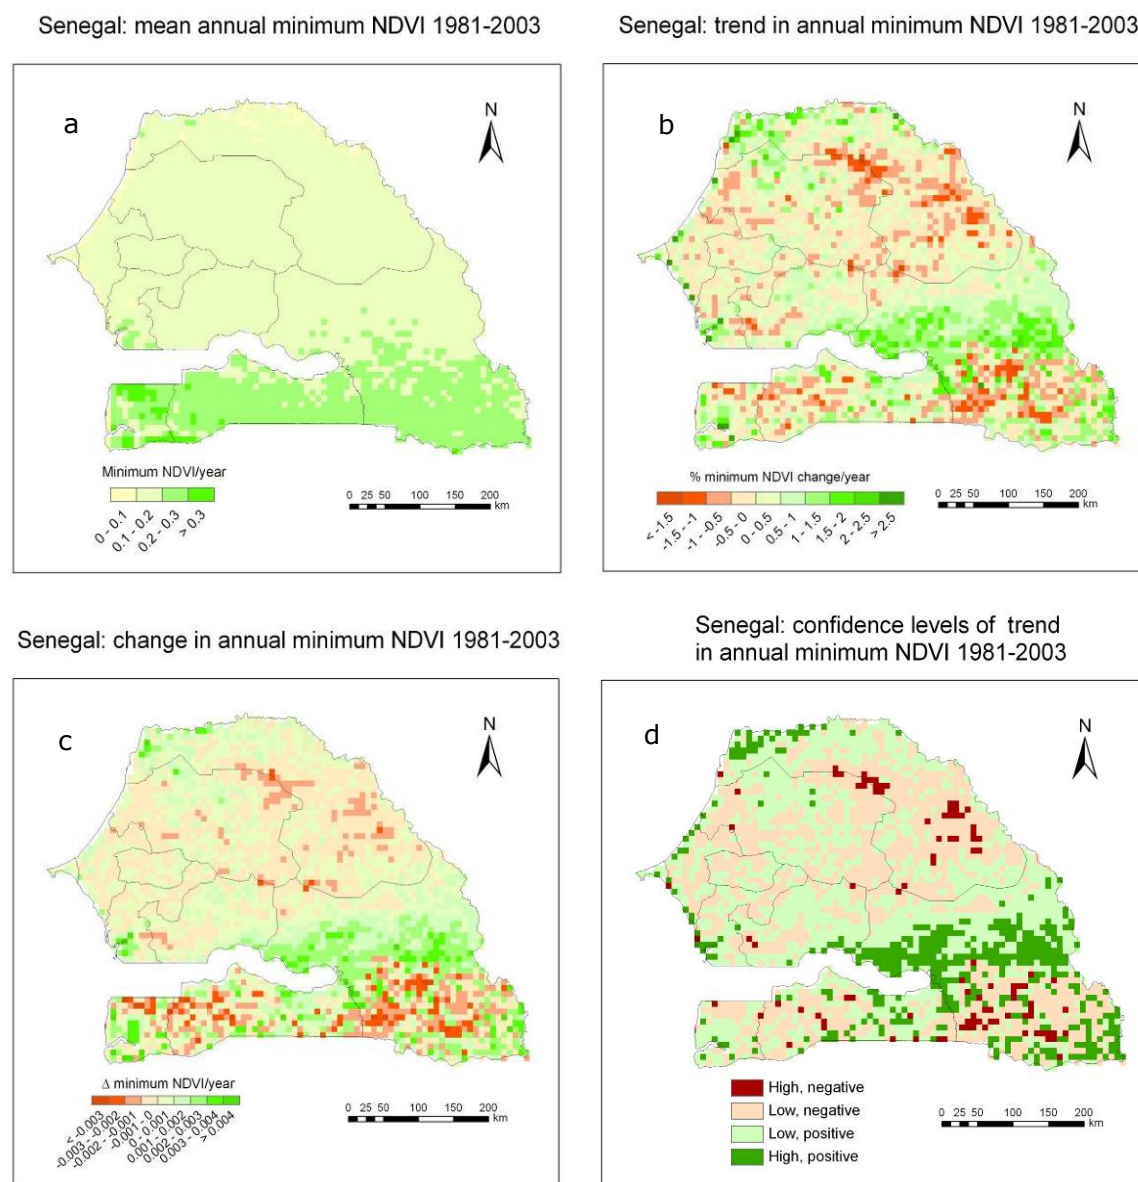 Senegal: mean annual minimum NDVI 1981-2003
a
N
Minimum NDVI/year
0 - 0.1
0.1 - 0.2
0.2 - 0.3
> 0.3
0 25 50 100 150 200
km
Senegal: trend in annual minimum NDVI 1981-2003
b
N
% minimum NDVI change/year
< -1.5
-1.5 - -1
-1 - -0.5
-0.5 - 0
0 - 0.5
0.5 - 1
1 - 1.5
1.5 - 2
2 - 2.5
> 2.5
0 25 50 100 150 200
km
Senegal: change in annual minimum NDVI 1981-2003
c
N
Δ minimum NDVI/year
< -0.003
-0.003 - -0.002
-0.002 - -0.001
-0.001 - 0
0 - 0.001
0.001 - 0.002
0.002 - 0.003
0.003 - 0.004
> 0.004
0 25 50 100 150 200
km
Senegal: confidence levels of trend
in annual minimum NDVI 1981-2003
d
N
High, negative
Low, negative
Low, positive
High, positive
0 25 50 100 150 200
km